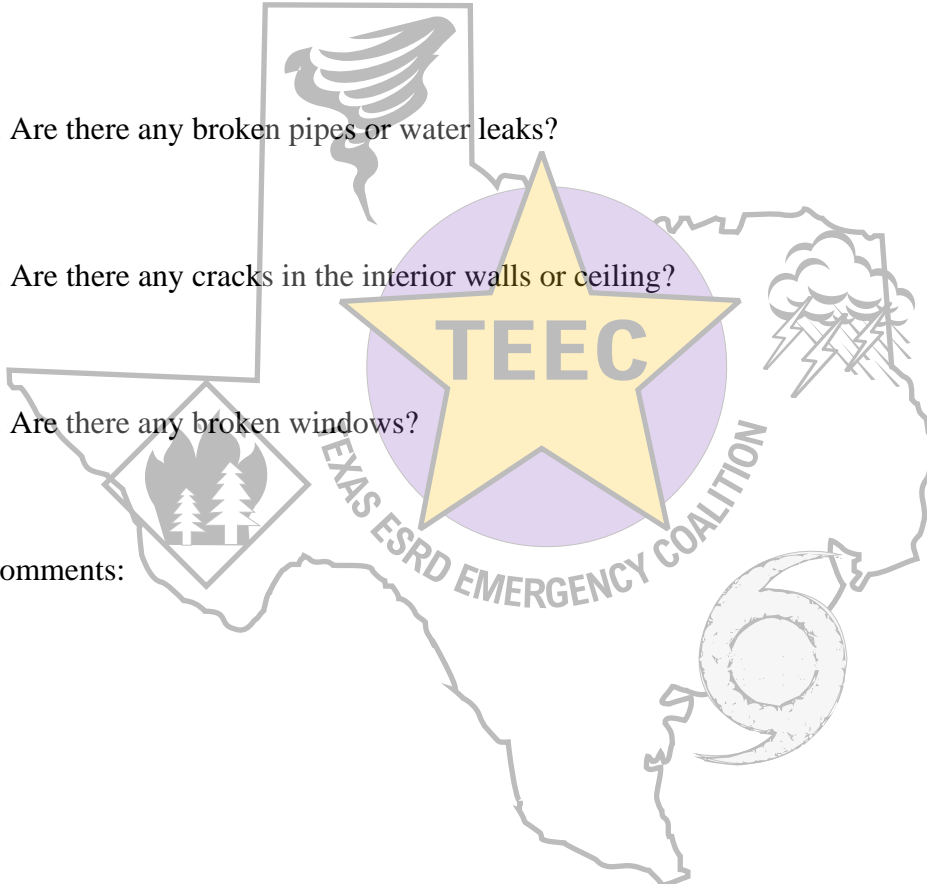 Are there any broken pipes or water leaks?
Are there any cracks in the interior walls or ceiling?
TEEC
Are there any broken windows?
TEXAS ESRD EMERGENCY COALITION
omments: